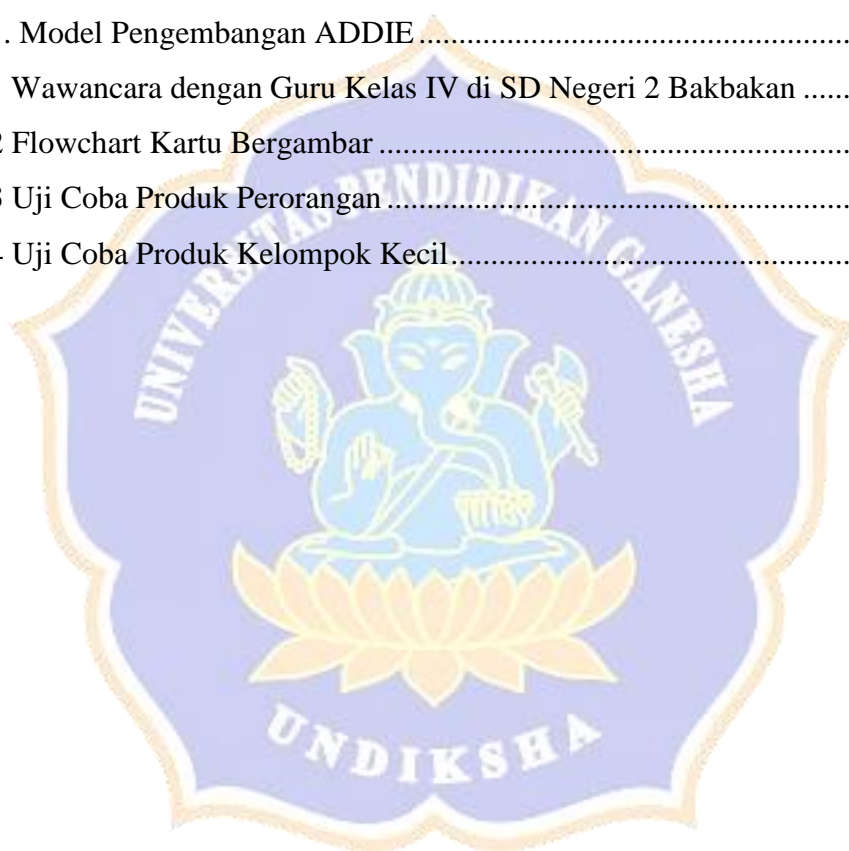 . Model Pengembangan ADDIE
Wawancara dengan Guru Kelas IV di SD Negeri 2 Bakbakan ......
2 Flowchart Kartu Bergambar
3 Uji Coba Produk Perorangan
Uji Coba Produk Kelompok Kecil
UNIVERSITAS PENDIDIKAN GANESHA
UNDIKSHA